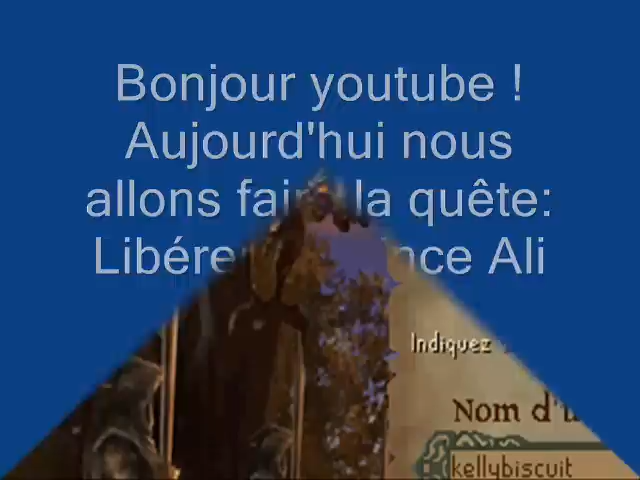 Bonjour youtube !
Aujourd'hui nous
allons la quête:
Ali
Indiquez
Nom
kellybiscuit